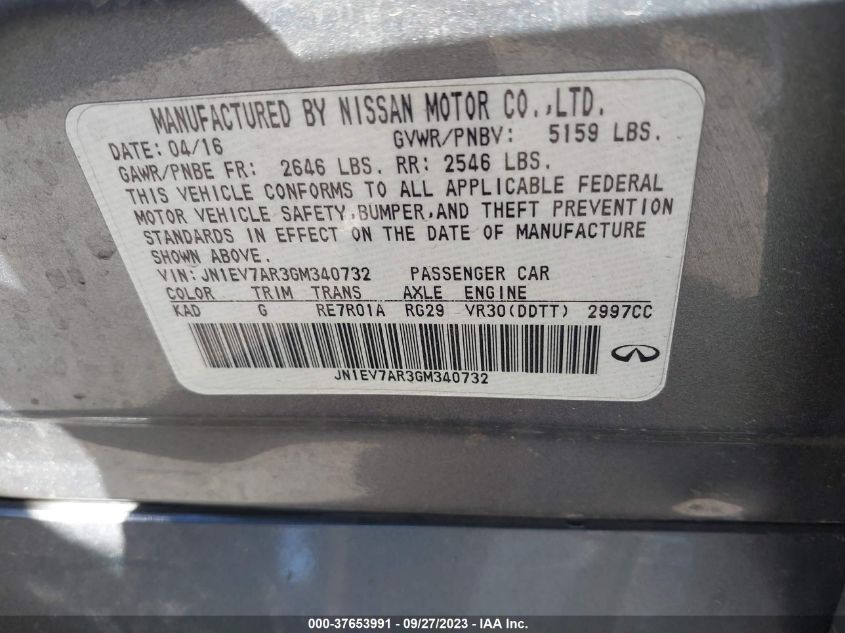 MANUFACTURED BY NISSAN MOTOR CO.,LTD.
DATE: 04/16 GVWR/PNBV: 5159 LBS.
GAWR/PNBE FR: 2646 LBS. RR: 2546 LBS.
THIS VEHICLE CONFORMS TO ALL APPLICABLE FEDERAL
MOTOR VEHICLE SAFETY,BUMPER,AND THEFT PREVENTION
STANDARDS IN EFFECT ON THE DATE OF MANUFACTURE
SHOWN ABOVE.
VIN:JN1EV7AR3GM340732 PASSENGER CAR
COLOR TRIM TRANS AXLE ENGINE
KAD G RE7R01A RG29 VR30(DDTT) 2997CC
JN1EV7AR3GM340732
000-37653991 - 09/27/2023 - IAA Inc.